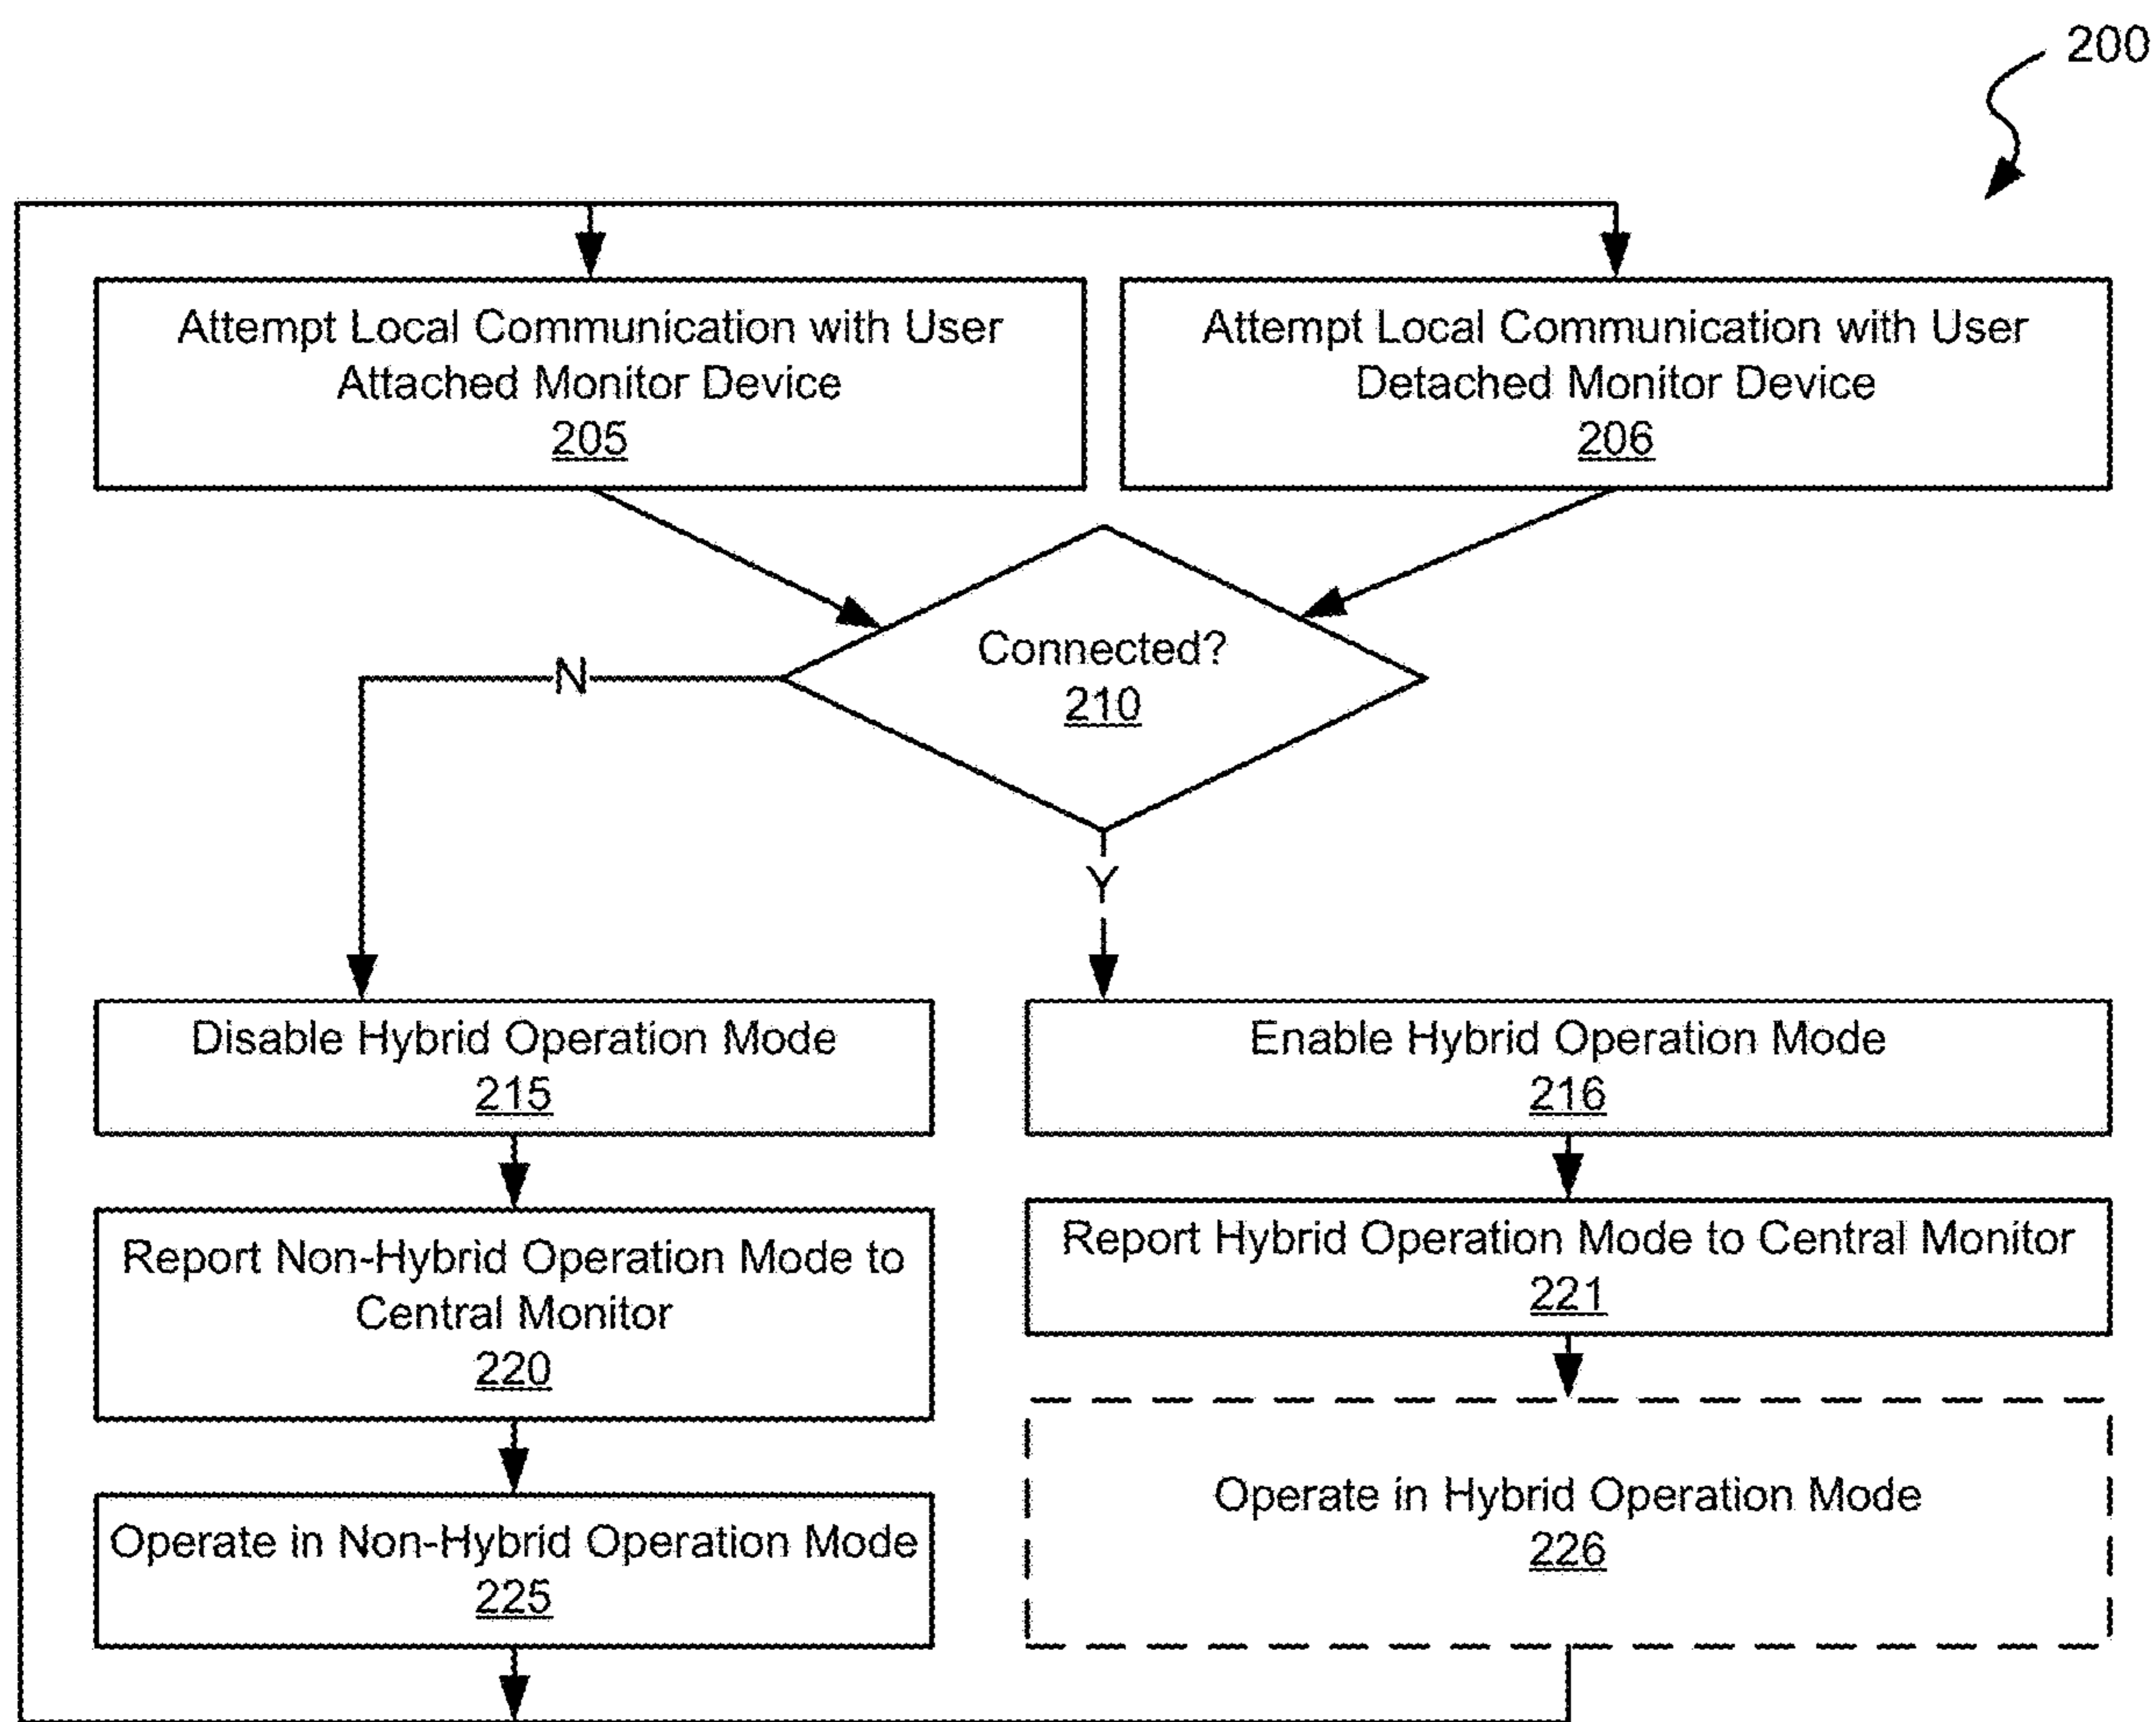 200
Attempt Local Communication with User
Attached Monitor Device
205
Attempt Local Communication with User
Detached Monitor Device
206
Connected?
210
N
Y
Disable Hybrid Operation Mode
215
Enable Hybrid Operation Mode
216
Report Non-Hybrid Operation Mode to
Central Monitor
220
Report Hybrid Operation Mode to Central Monitor
221
Operate in Non-Hybrid Operation Mode
225
Operate in Hybrid Operation Mode
226